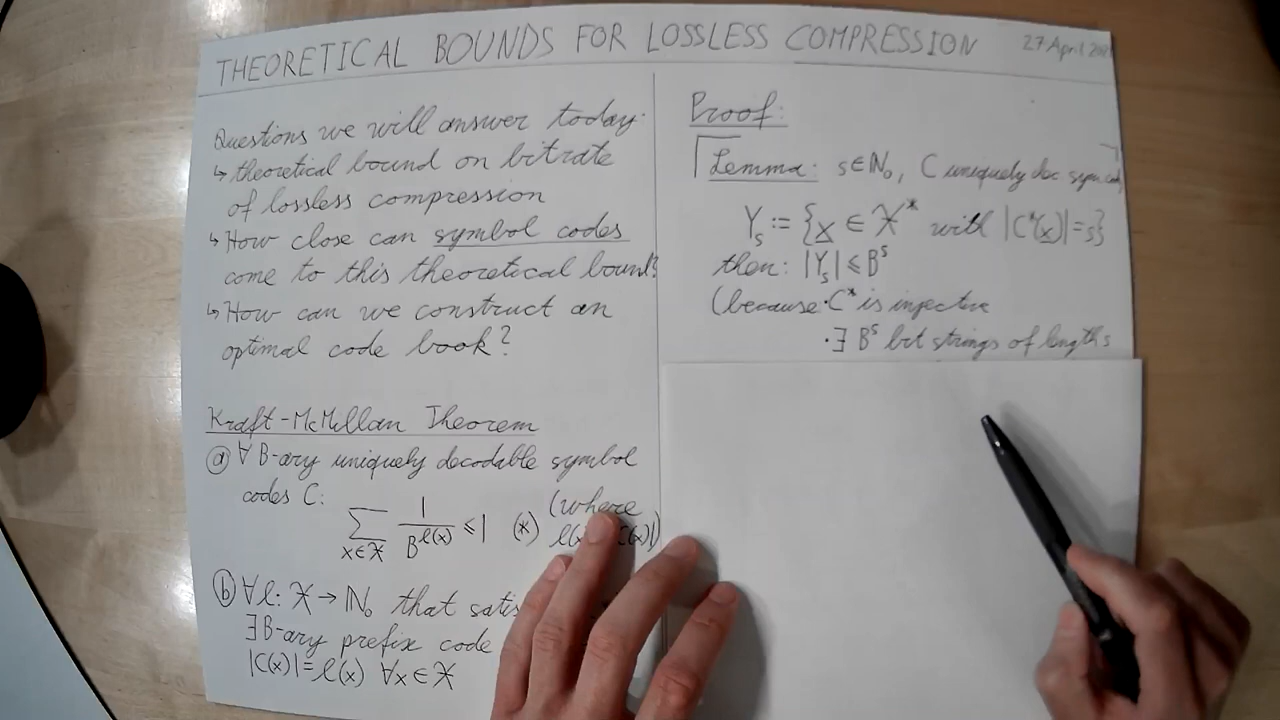 THEORETICAL BOUNDS FOR LOSSLESS COMPRESSION
27 April
Questions we will answer today:
↳ theoretical bound on bitrate
of lossless compression
↳ How close can symbol codes
come to this theoretical bound?
↳ How can we construct an
optimal code book?
Kraft-McMillan Theorem
(a) ∀ B-ary uniquely decodable symbol
codes C:
∑_{x∈𝒳} 1/B^{ℓ(x)} ≤ 1 (*) (where
(b) ∀ℓ: 𝒳 → ℕ₀ that
∃ B-ary prefix code
|C(x)| = ℓ(x) ∀x∈𝒳
Proof:
Lemma: s∈ℕ₀, C uniquely dec
Yₛ := {x ∈ 𝒳* with |C*(x)|=s}
then: |Yₛ| ≤ Bˢ
(because · C* is injective
· ∃ Bˢ bit strings of length s